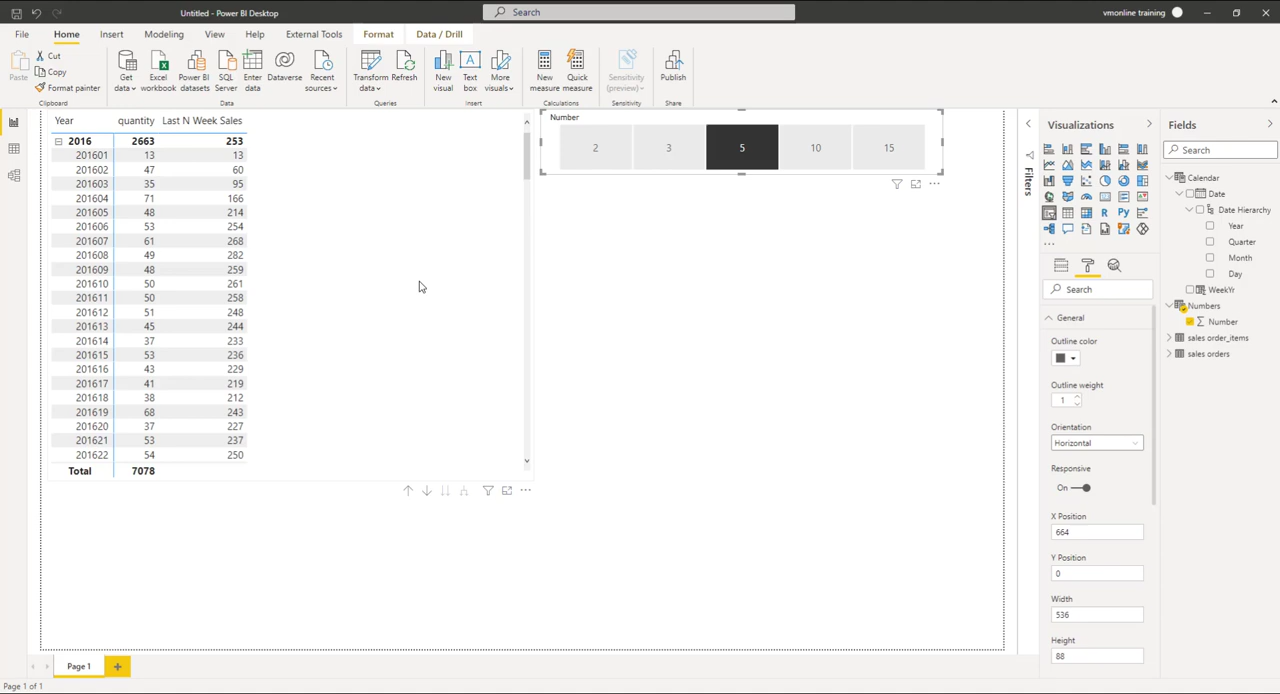 Untitled - Power BI Desktop
Search
vmonline training
File Home Insert Modeling View Help External Tools Format Data / Drill
Paste
Cut
Copy
Format painter
Get data
Excel workbook
Power BI datasets
SQL Server
Enter data
Dataverse
Recent sources
Transform data
Refresh
New visual
Text box
More visuals
New measure
Quick measure
Sensitivity (preview)
Publish
Clipboard Data Queries Insert Calculations Sensitivity Share
Year quantity Last N Week Sales
2016 2663 253
201601 13 13
201602 47 60
201603 35 95
201604 71 166
201605 48 214
201606 53 254
201607 61 268
201608 49 282
201609 48 259
201610 50 261
201611 50 258
201612 51 248
201613 45 244
201614 37 233
201615 53 236
201616 43 229
201617 41 219
201618 38 212
201619 68 243
201620 37 227
201621 53 237
201622 54 250
Total 7078
Number
2 3 5 10 15
Filters
Visualizations
R Py
Search
General
Outline color
Outline weight
1
Orientation
Horizontal
Responsive
On
X Position
664
Y Position
0
Width
536
Height
88
Fields
Search
Calendar
Date
Date Hierarchy
Year
Quarter
Month
Day
WeekYr
Numbers
Number
sales order_items
sales orders
Page 1
Page 1 of 1